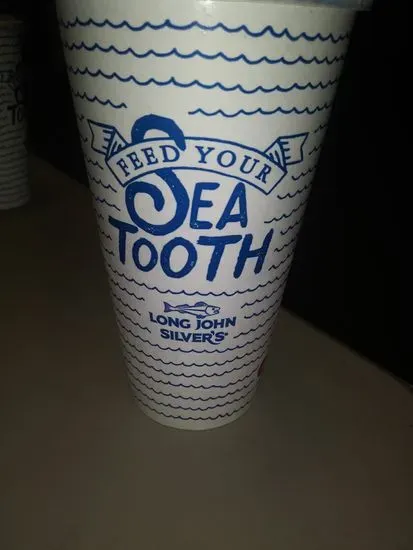 FEED YOUR
SEA
TOOTH
LONG JOHN
SILVER'S